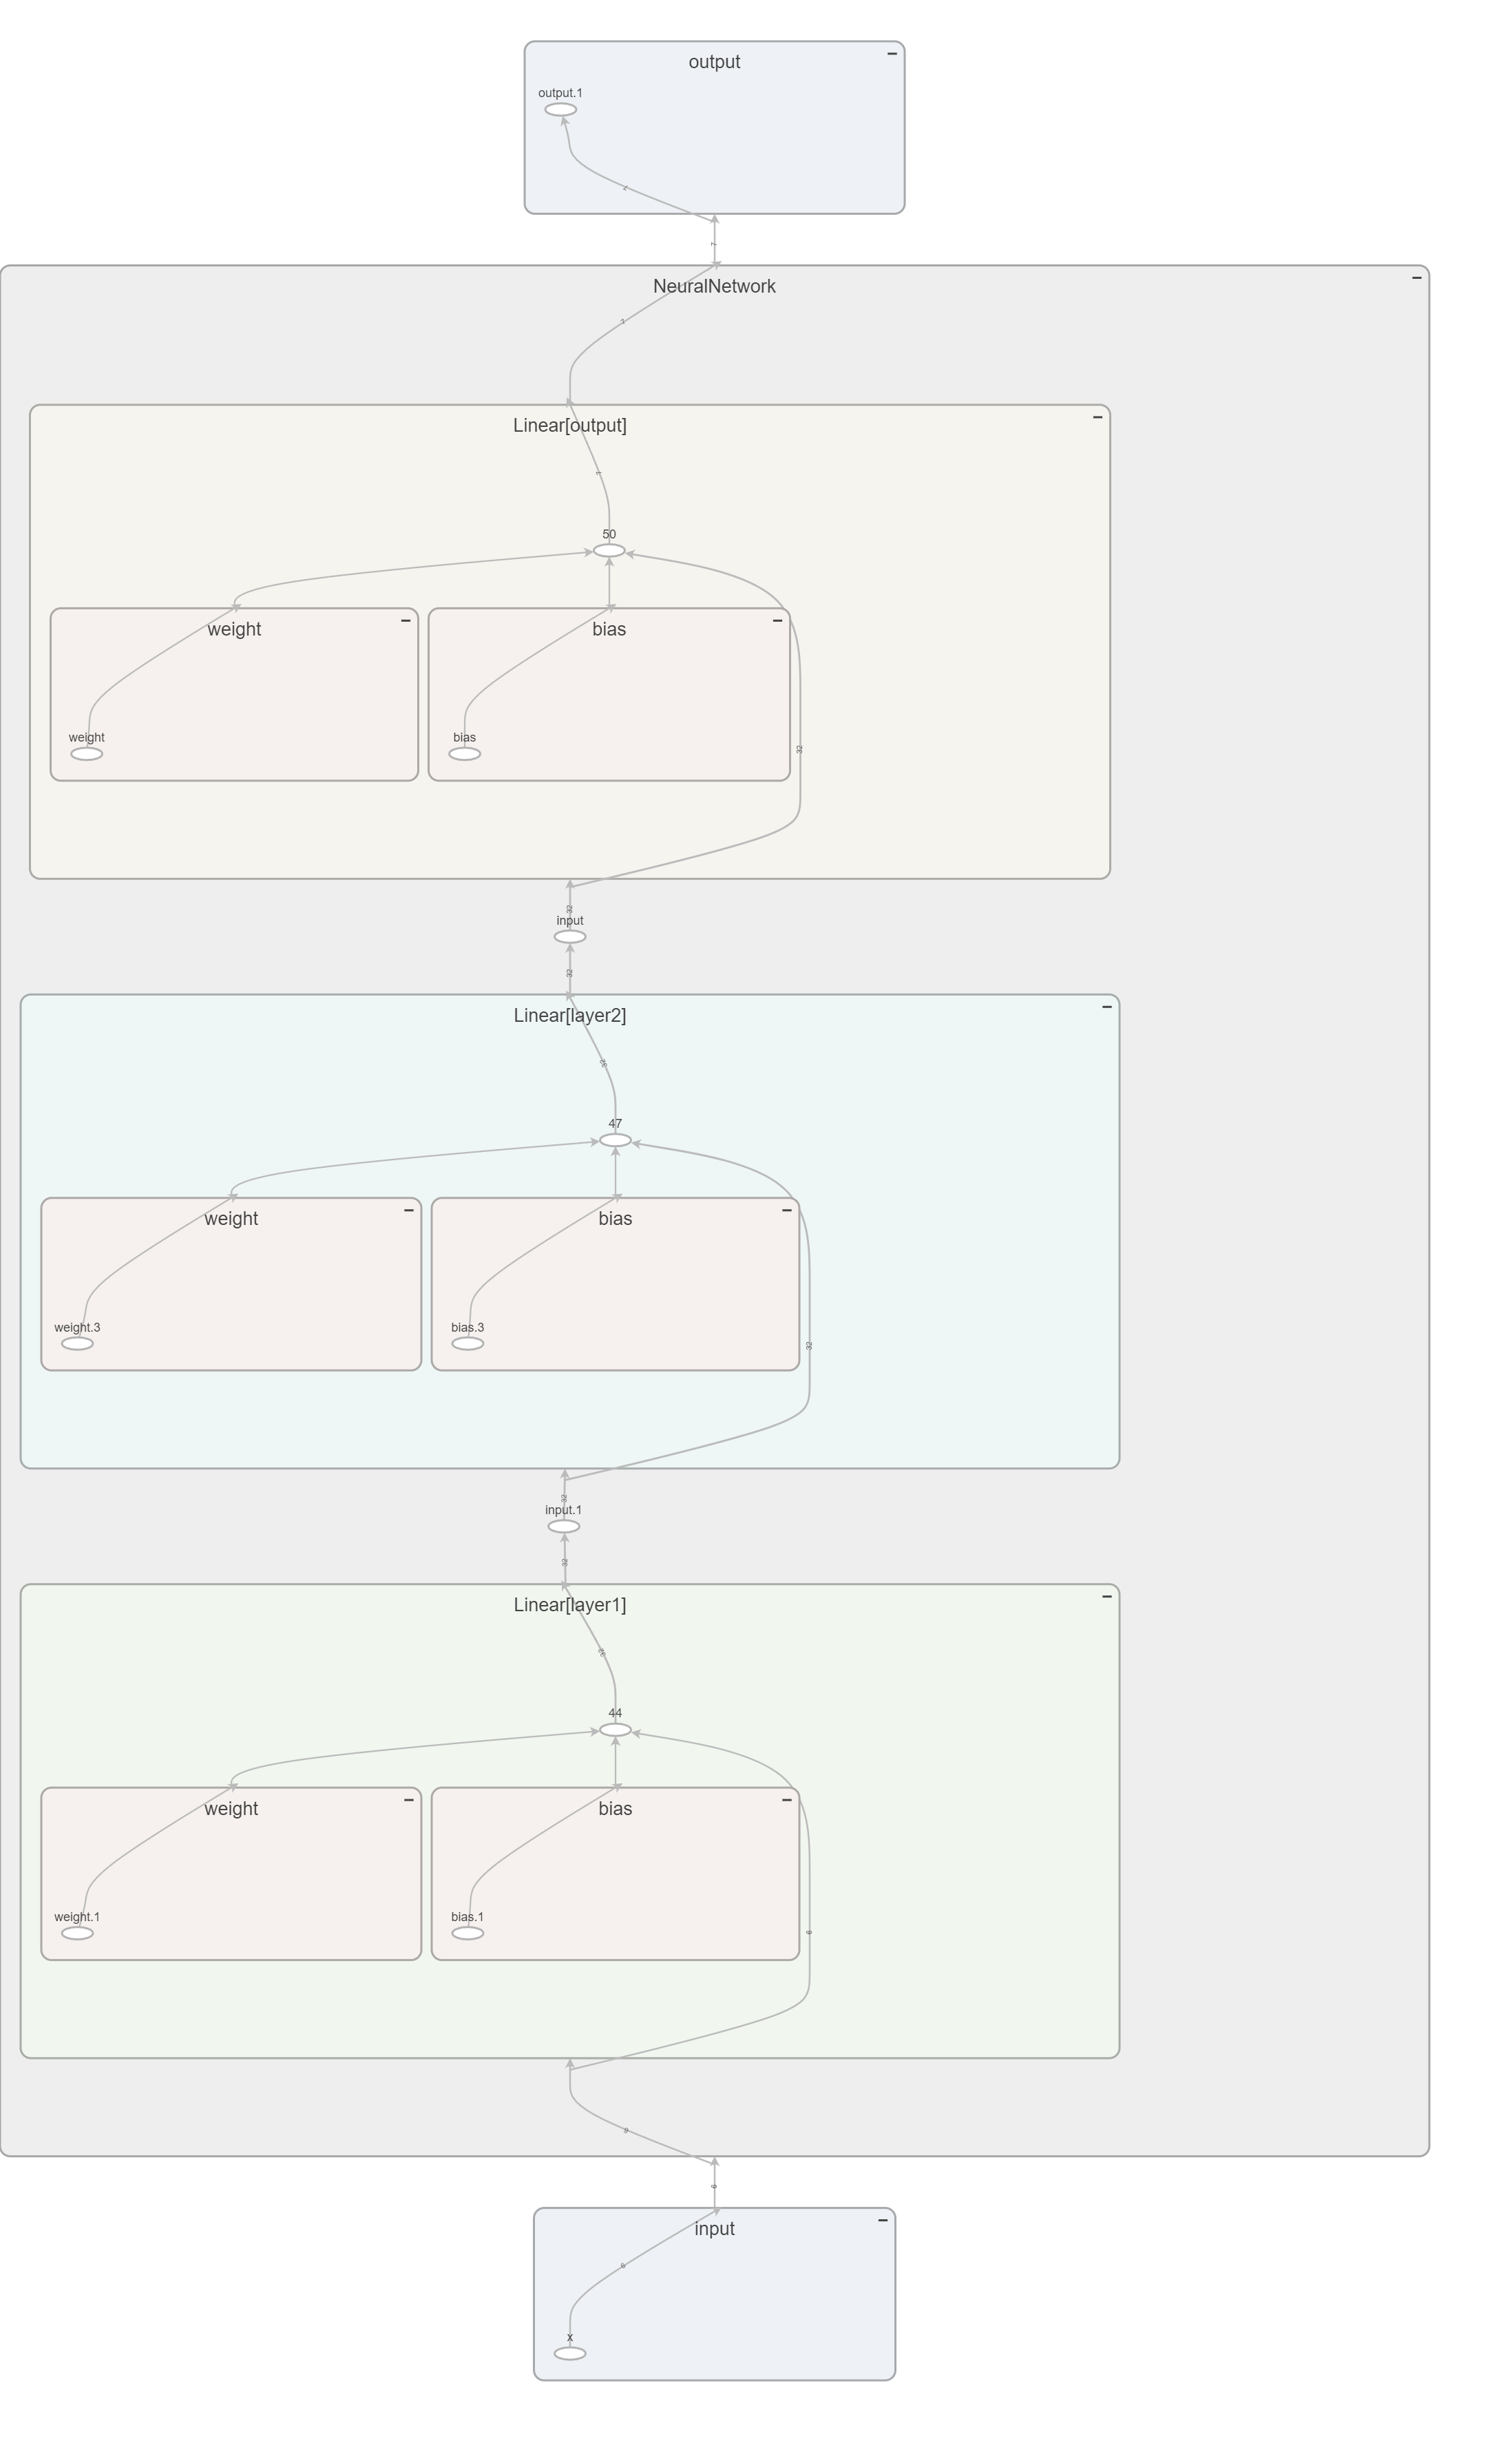 output
output.1
NeuralNetwork
Linear[output]
50
weight
bias
weight
bias
32
32
input
32
Linear[layer2]
32
47
weight
bias
weight.3
bias.3
32
32
input.1
32
Linear[layer1]
32
44
weight
bias
weight.1
bias.1
6
6
input
6
x